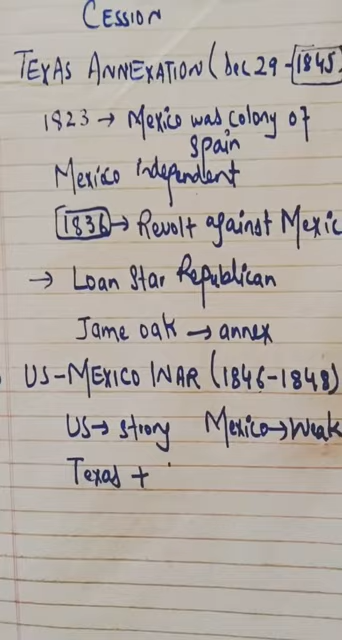 CESSION
TEXAS ANNEXATION (Dec 29 - 1845
1823 → Mexico was colony of
Spain
Mexico independent
1836 → Revolt against Mexic
→ Loan Star Republican
Jame oak → annex
US-MEXICO WAR (1846-1848)
US → strong Mexico → Weak
Texas +